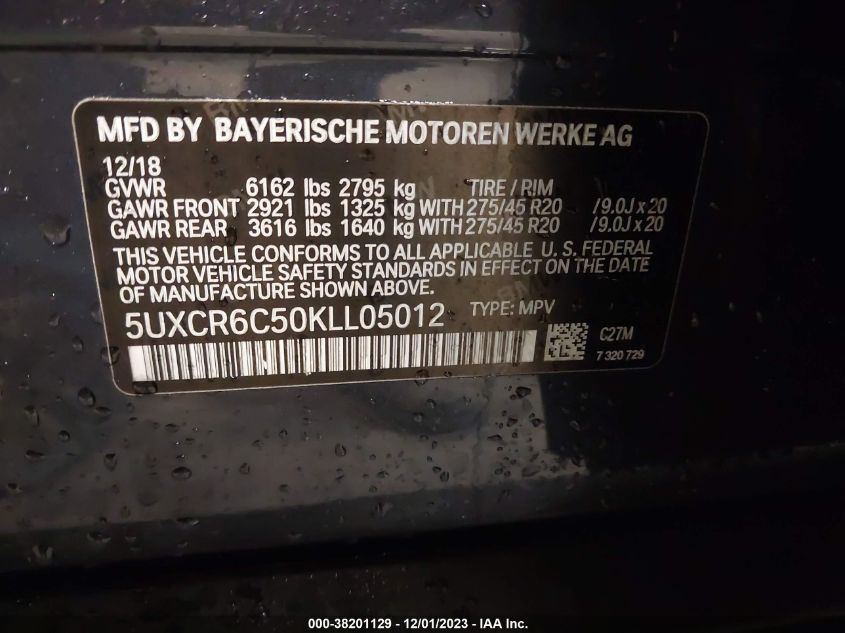 MFD BY BAYERISCHE MOTOREN WERKE AG
12/18
GVWR 6162 lbs 2795 kg TIRE / RIM
GAWR FRONT 2921 lbs 1325 kg WITH 275/45 R20 /9.0J x 20
GAWR REAR 3616 lbs 1640 kg WITH 275/45 R20 /9.0J x 20
THIS VEHICLE CONFORMS TO ALL APPLICABLE U. S. FEDERAL
MOTOR VEHICLE SAFETY STANDARDS IN EFFECT ON THE DATE
OF MANUFACTURE SHOWN ABOVE.
5UXCR6C50KLL05012 TYPE: MPV
C27M
7 320 729
000-38201129 - 12/01/2023 - IAA Inc.